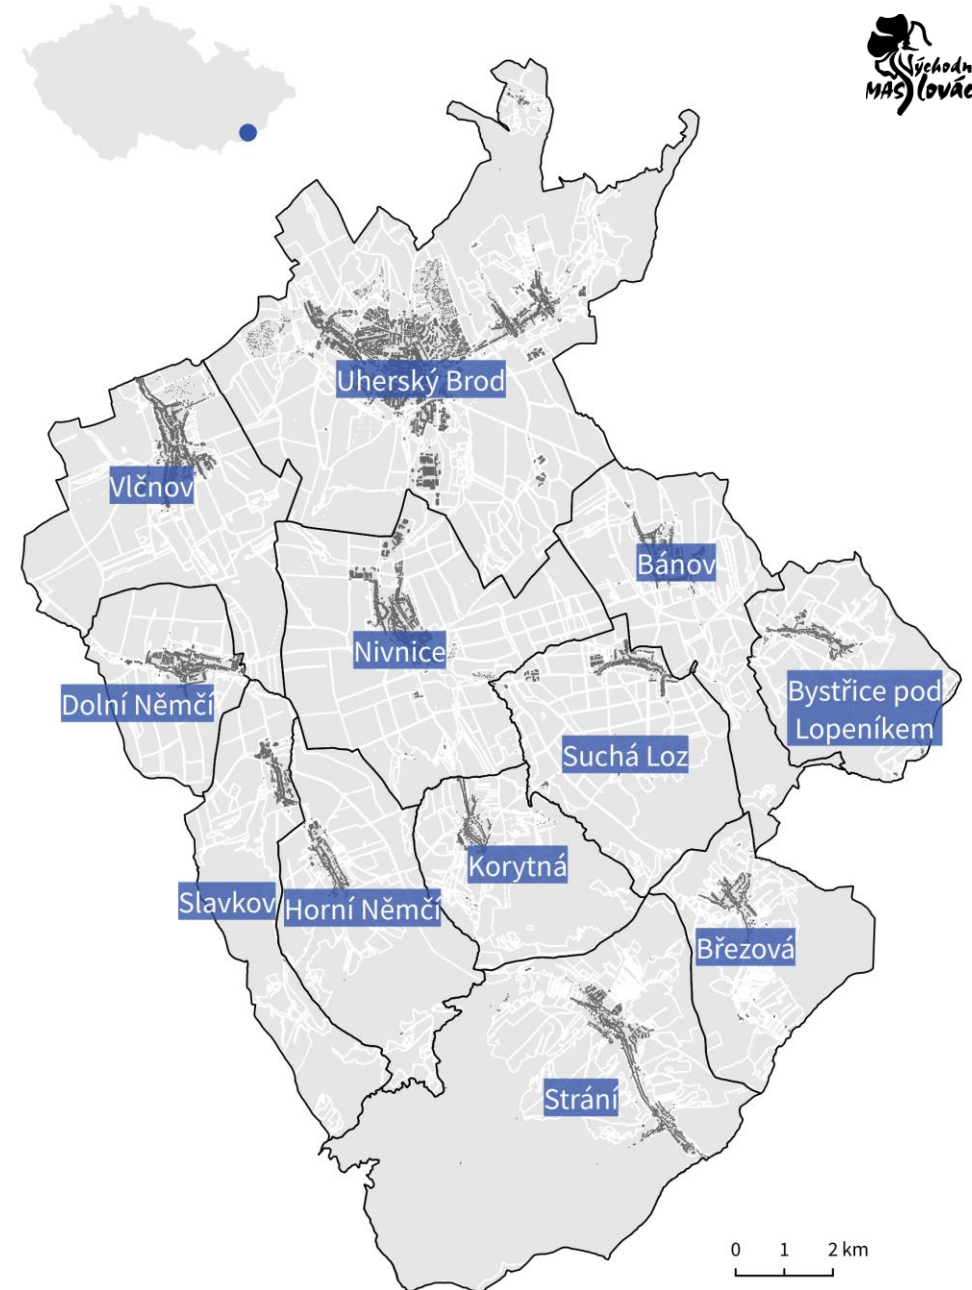 MAS
Uherský Brod
Vlčnov
Bánov
Nivnice
Dolní Němčí
Bystřice pod
Lopeníkem
Suchá Loz
Korytná
Slavkov
Horní Němčí
Březová
Strání
0 1 2 km